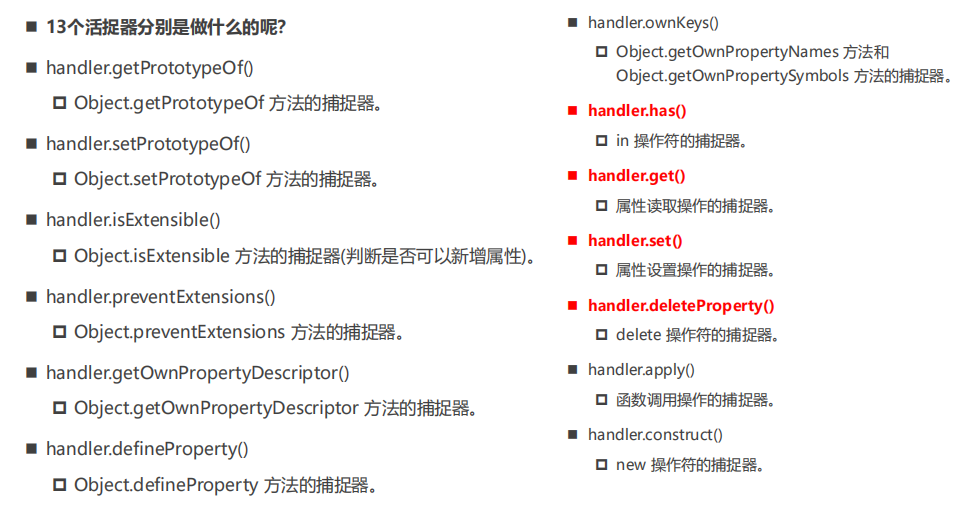 13个活捉器分别是做什么的呢?
handler.getPrototypeOf()
Object.getPrototypeOf 方法的捕捉器。
handler.setPrototypeOf()
Object.setPrototypeOf 方法的捕捉器。
handler.isExtensible()
Object.isExtensible 方法的捕捉器(判断是否可以新增属性)。
handler.preventExtensions()
Object.preventExtensions 方法的捕捉器。
handler.getOwnPropertyDescriptor()
Object.getOwnPropertyDescriptor 方法的捕捉器。
handler.defineProperty()
Object.defineProperty 方法的捕捉器。
handler.ownKeys()
Object.getOwnPropertyNames 方法和
Object.getOwnPropertySymbols 方法的捕捉器。
handler.has()
in 操作符的捕捉器。
handler.get()
属性读取操作的捕捉器。
handler.set()
属性设置操作的捕捉器。
handler.deleteProperty()
delete 操作符的捕捉器。
handler.apply()
函数调用操作的捕捉器。
handler.construct()
new 操作符的捕捉器。